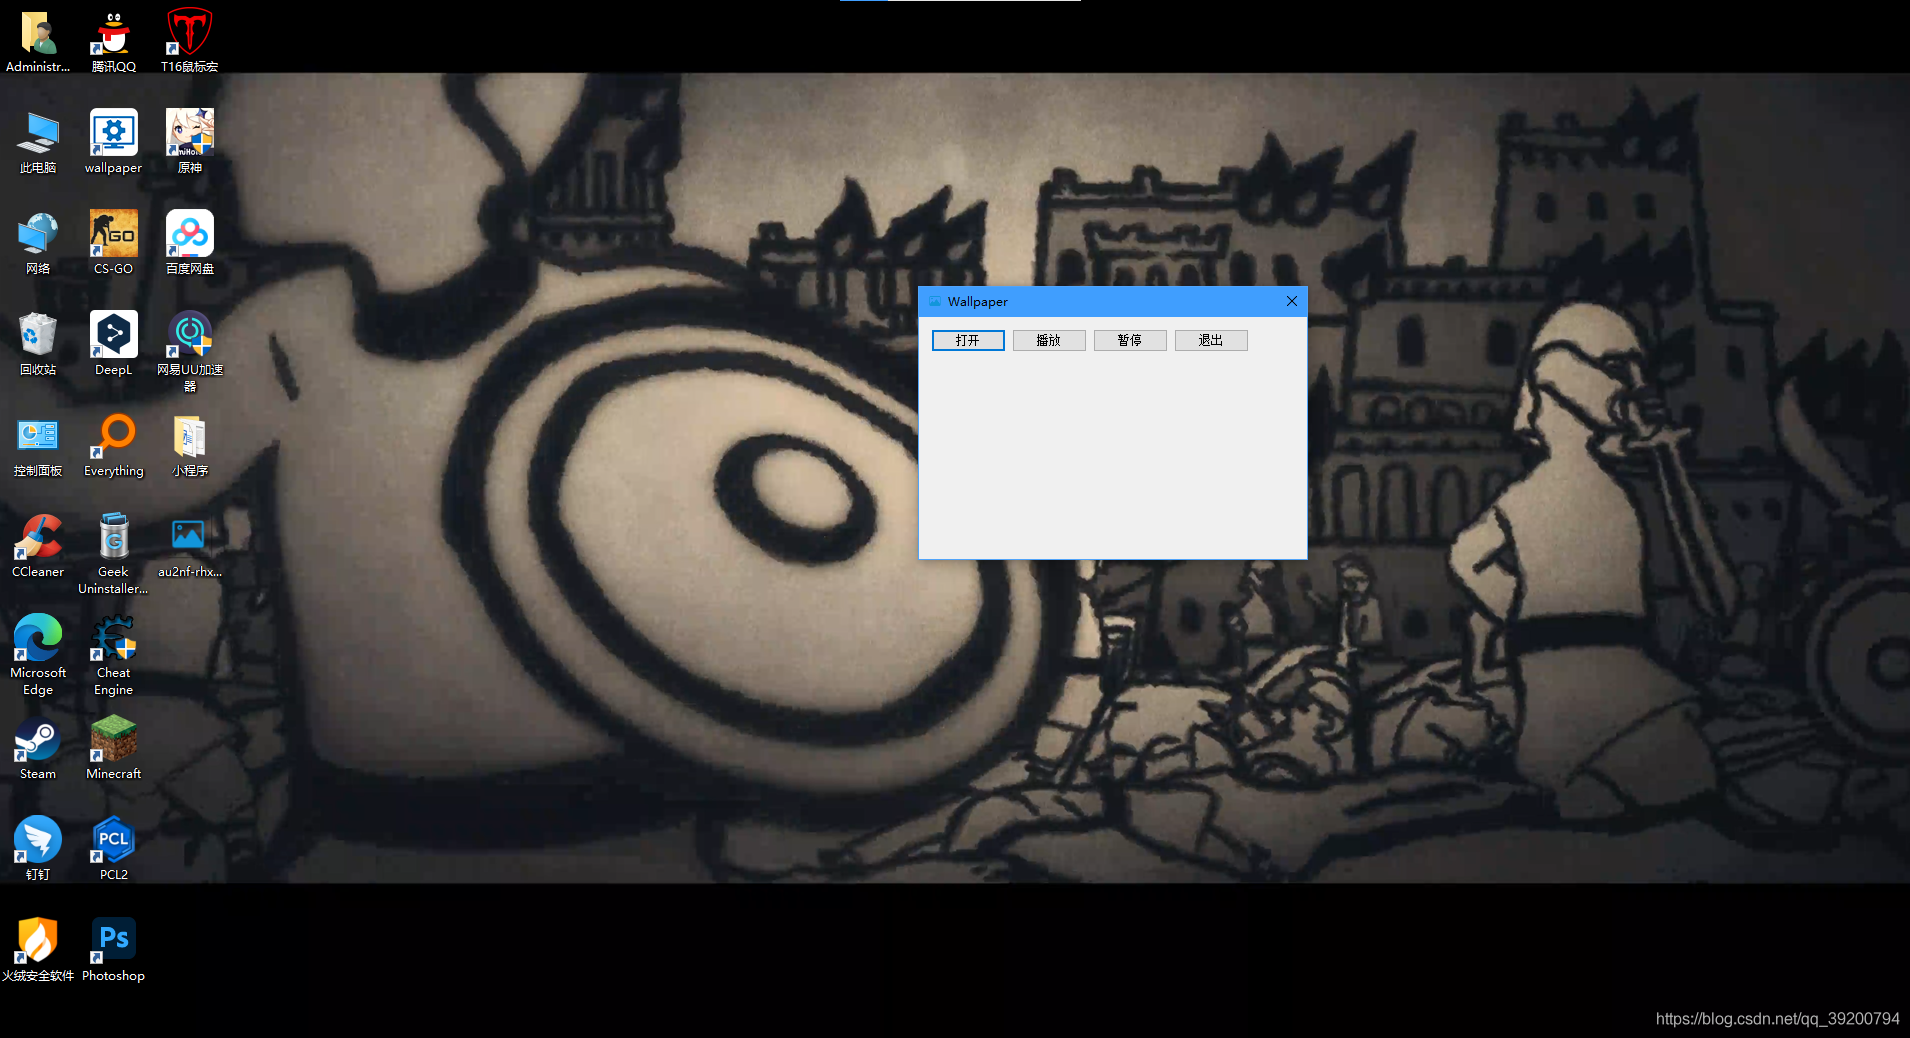 Administr...
腾讯QQ
T16鼠标宏
此电脑
wallpaper
miHoYo
原神
网络
GO
CS-GO
百度网盘
回收站
DeepL
网易UU加速
器
控制面板
Everything
小程序
CCleaner
G
Geek
Uninstaller...
au2nf-rhx...
Microsoft
Edge
Cheat
Engine
Steam
Minecraft
钉钉
PCL
PCL2
火绒安全软件
Ps
Photoshop
Wallpaper
打开
播放
暂停
退出
https://blog.csdn.net/qq_39200794